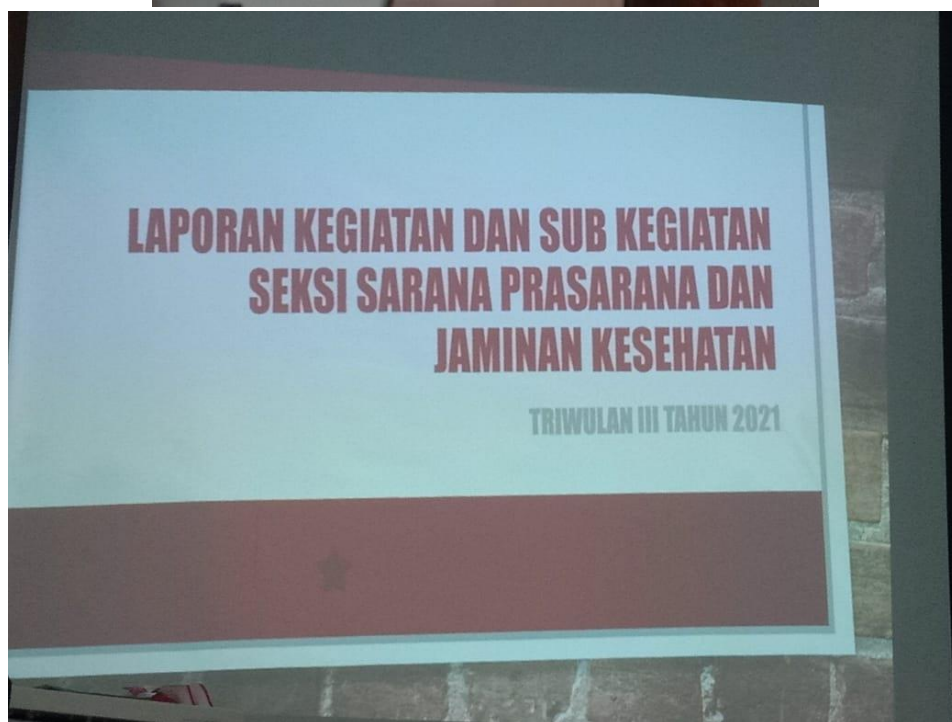 LAPORAN KEGIATAN DAN SUB KEGIATAN
SEKSI SARANA PRASARANA DAN
JAMINAN KESEHATAN
TRIWULAN III TAHUN 2021